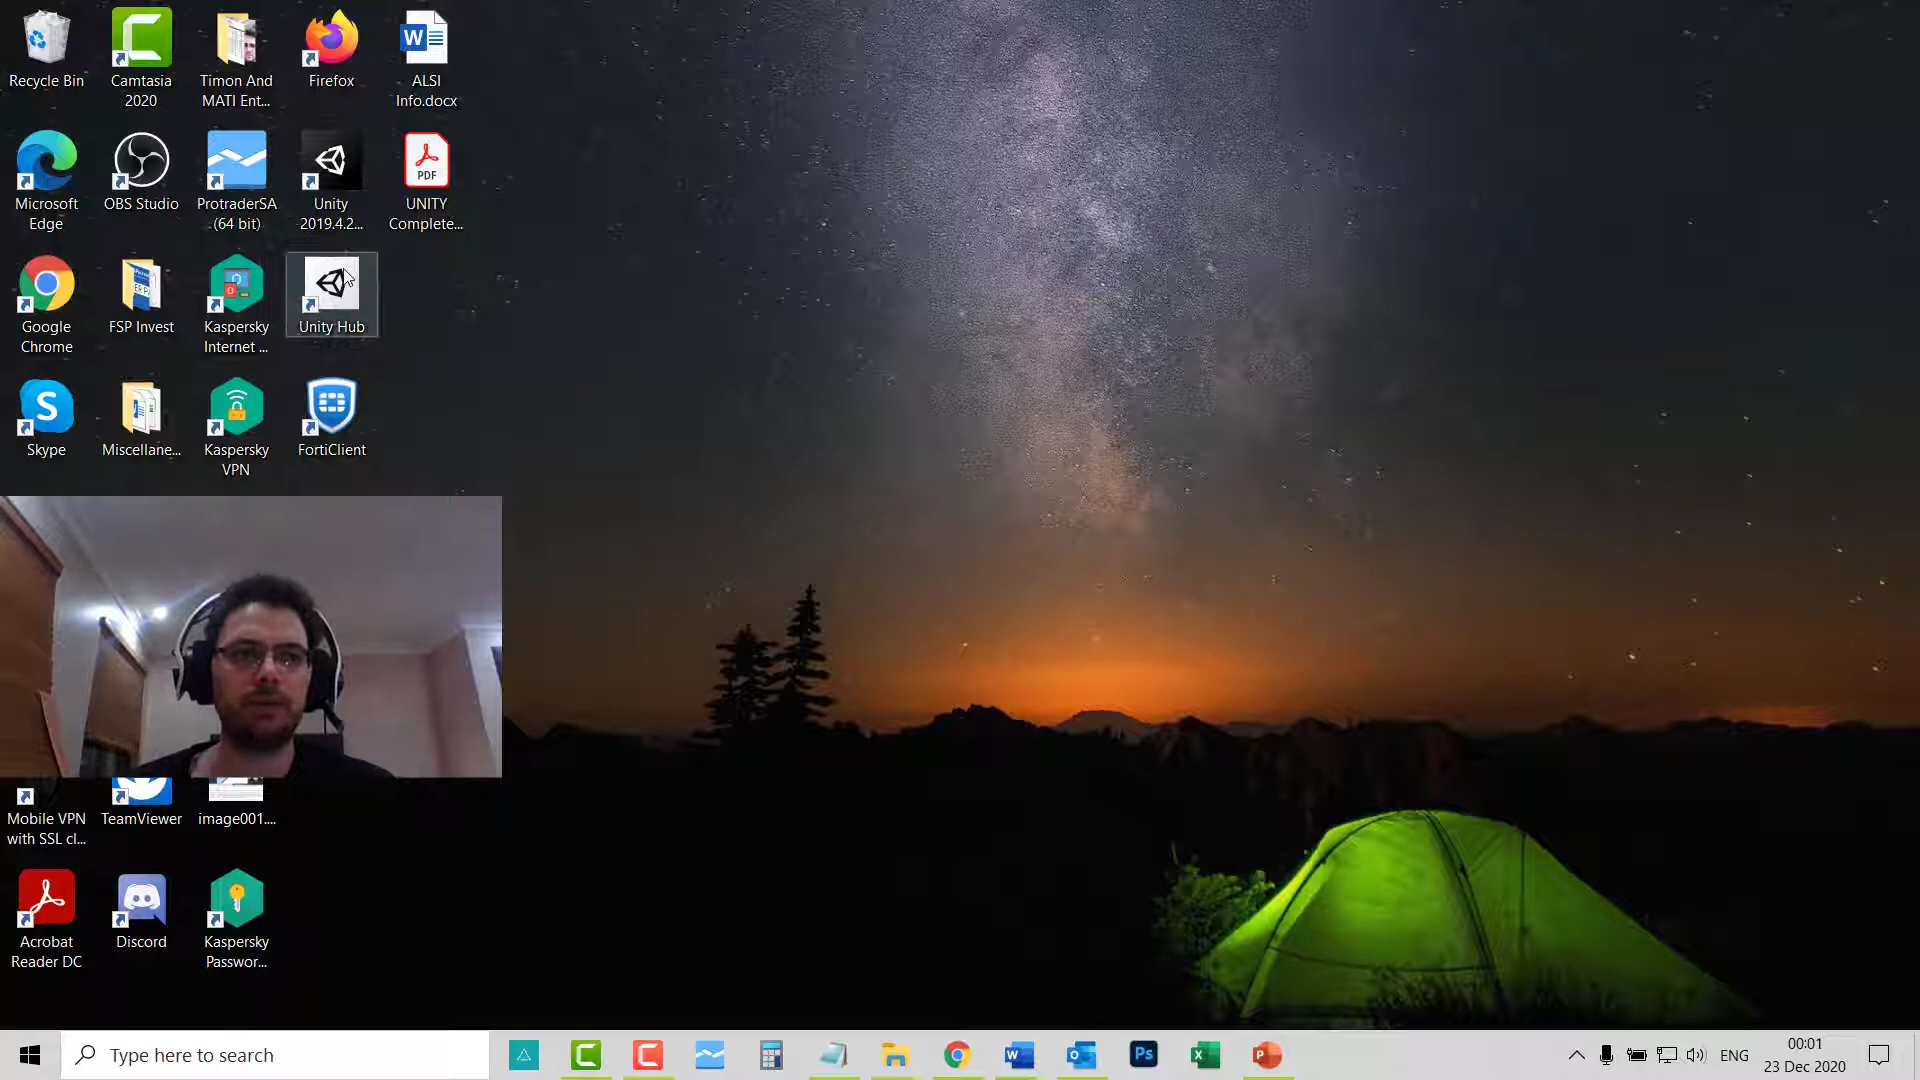 Recycle Bin
Camtasia
2020
Timon And
MATI Ent...
Firefox
W
ALSI
Info.docx
Microsoft
Edge
OBS Studio
ProtraderSA
(64 bit)
Unity
2019.4.2...
PDF
UNITY
Complete...
Google
Chrome
FSP Invest
Kaspersky
Internet ...
Unity Hub
S
Skype
Miscellane...
Kaspersky
VPN
FortiClient
Mobile VPN
with SSL cl...
TeamViewer
image001....
Acrobat
Reader DC
Discord
Kaspersky
Passwor...
Type here to search
Ps
ENG
00:01
23 Dec 2020